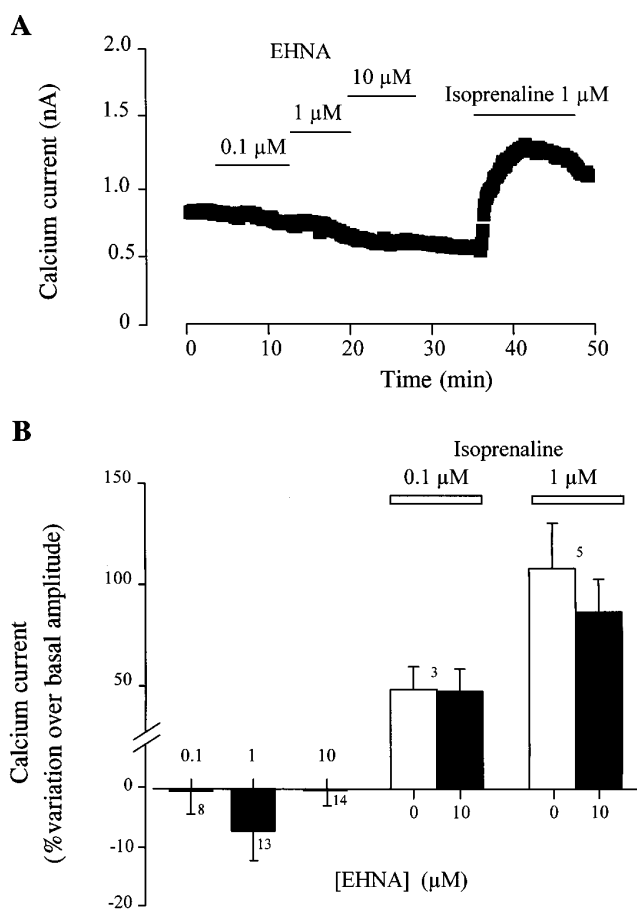 A
Calcium current (nA)
2.0
1.5
1.0
0.5
0
EHNA
0.1 µM
1 µM
10 µM
Isoprenaline 1 µM
0 10 20 30 40 50
Time (min)
B
Calcium current
(%variation over basal amplitude)
150
100
50
0
-10
-20
Isoprenaline
0.1 µM 1 µM
0.1 1 10
8 13 14 3 5
0 10 0 10
[EHNA] (µM)